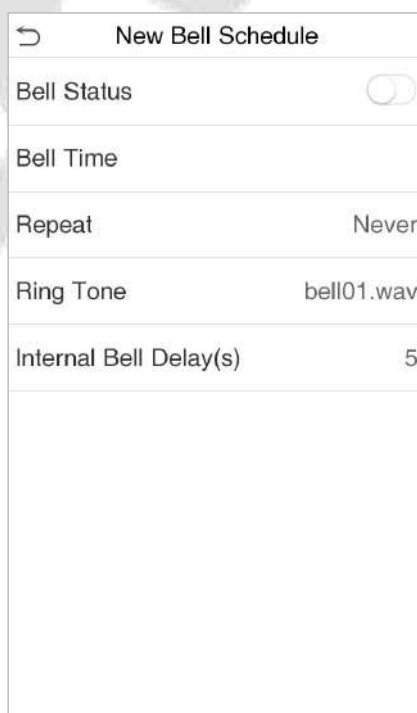 New Bell Schedule
Bell Status
Bell Time
Repeat Never
Ring Tone bell01.wav
Internal Bell Delay(s) 5